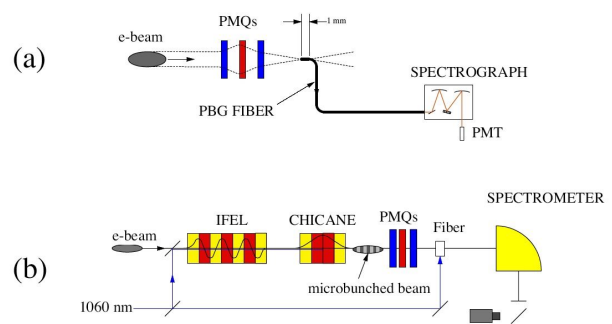 PMQs
1 mm
e-beam
(a)
SPECTROGRAPH
PBG FIBER
PMT
SPECTROMETER
IFEL
CHICANE
PMQs
Fiber
e-beam
(b)
microbunched beam
1060 nm